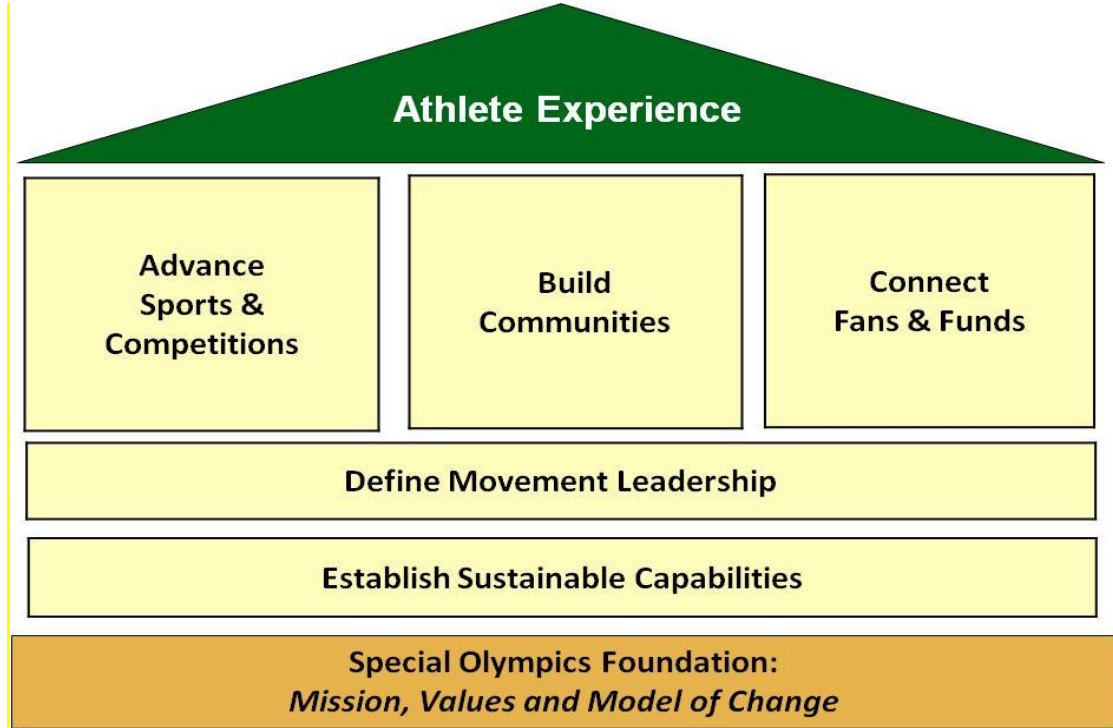 Athlete Experience
Advance
Sports &
Competitions
Build
Communities
Connect
Fans & Funds
Define Movement Leadership
Establish Sustainable Capabilities
Special Olympics Foundation:
Mission, Values and Model of Change